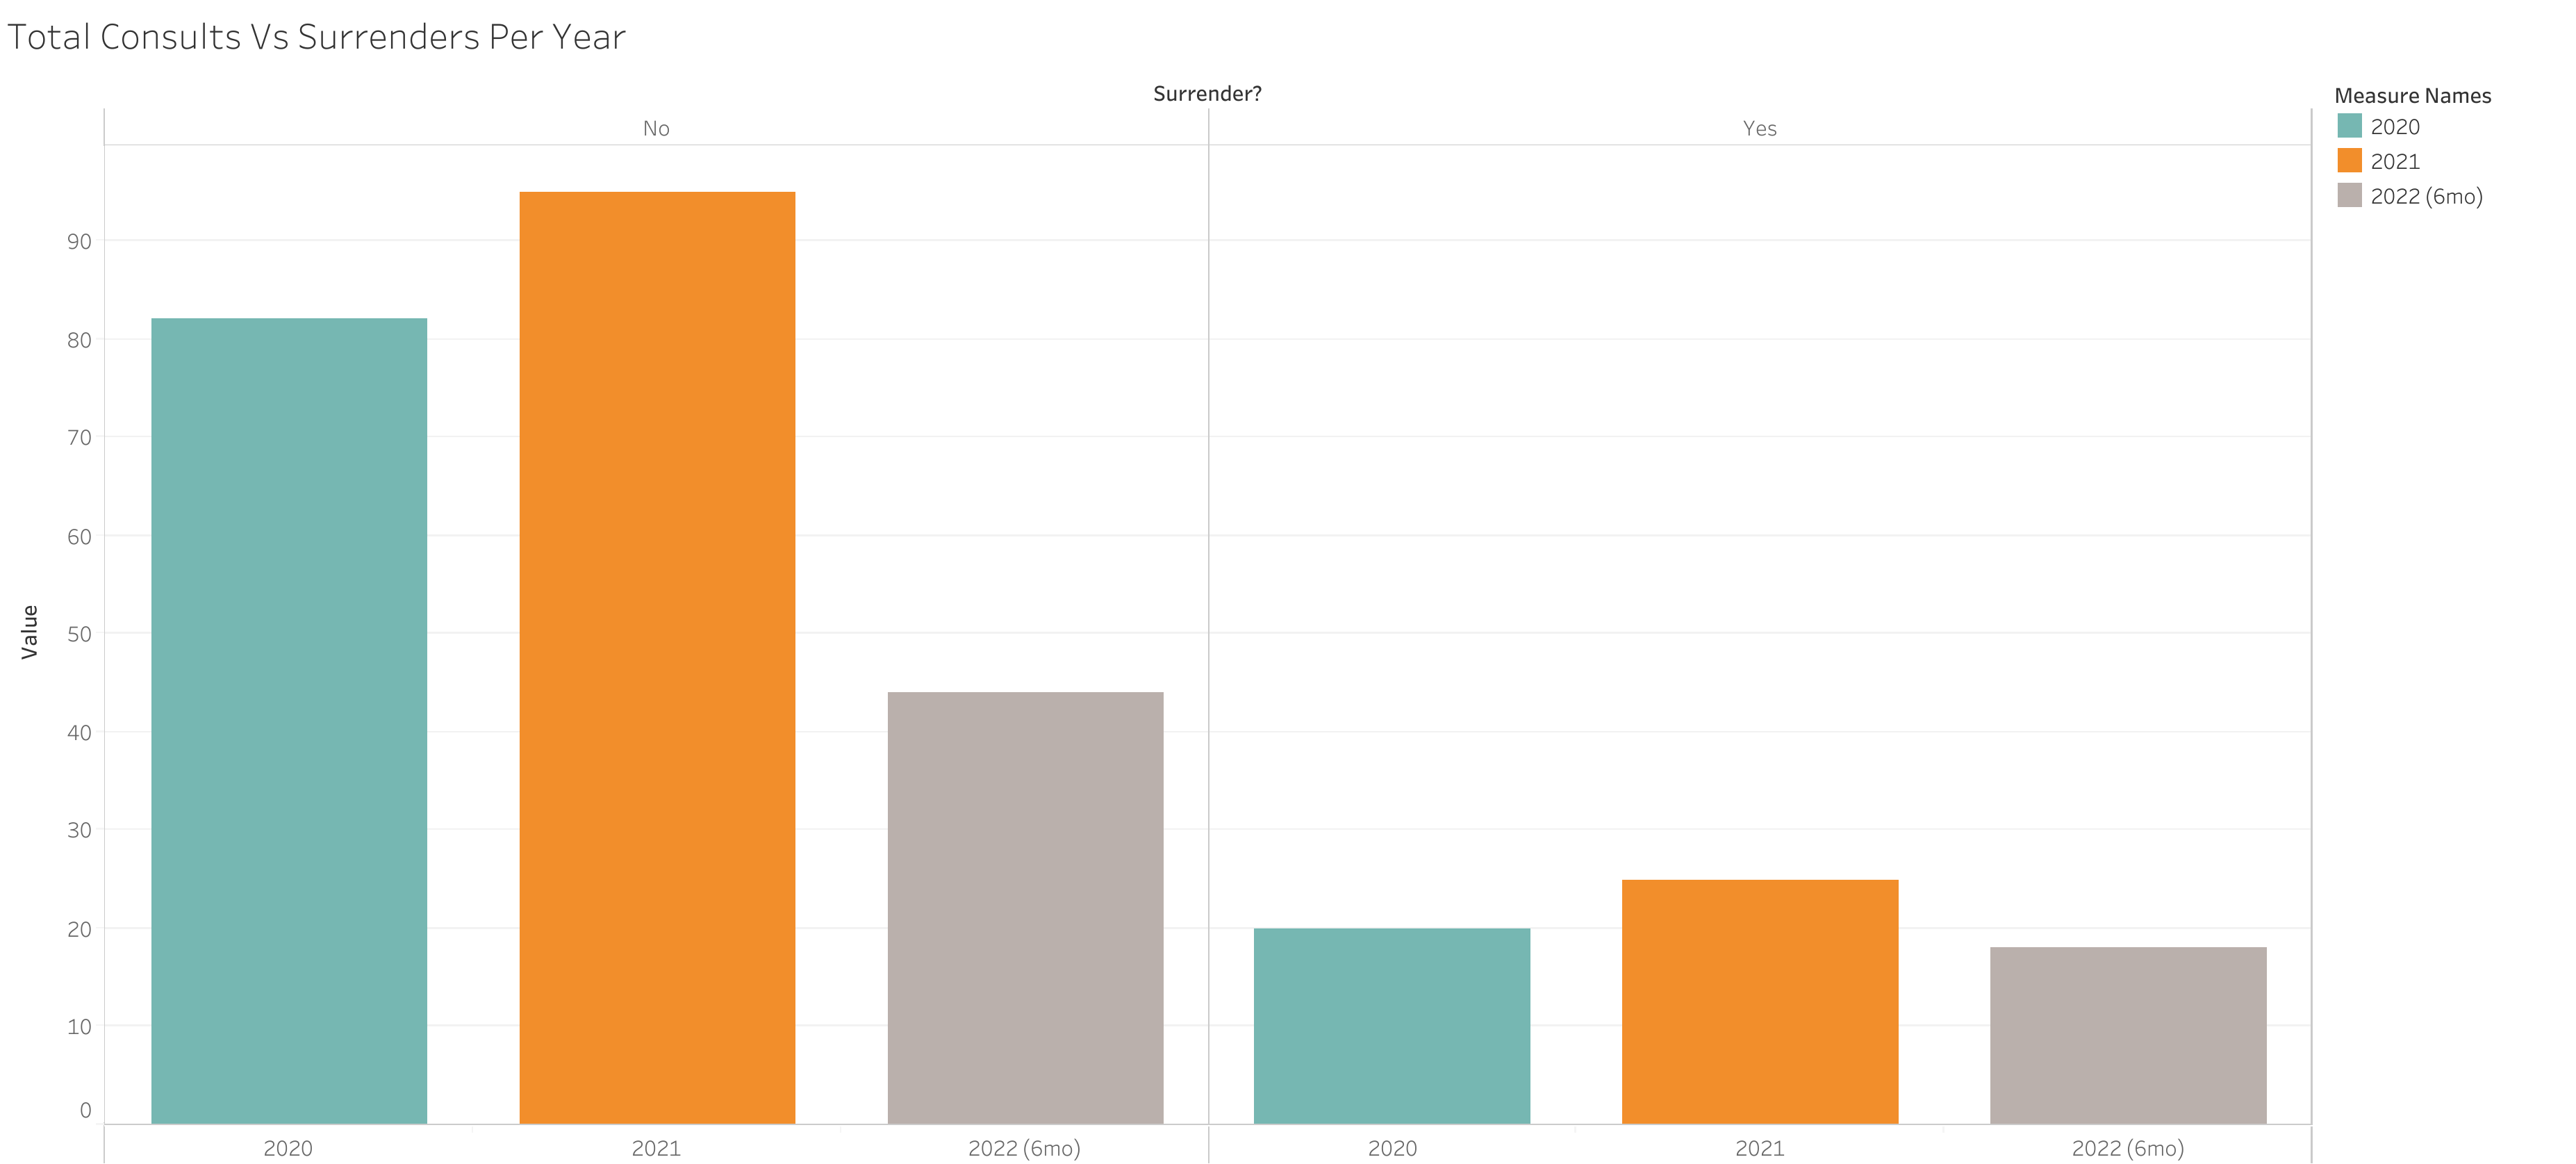 Total Consults Vs Surrenders Per Year
Surrender?
No
Yes
Measure Names
2020
2021
2022 (6mo)
90
80
70
60
50
40
30
20
10
0
Value
2020
2021
2022 (6mo)
2020
2021
2022 (6mo)